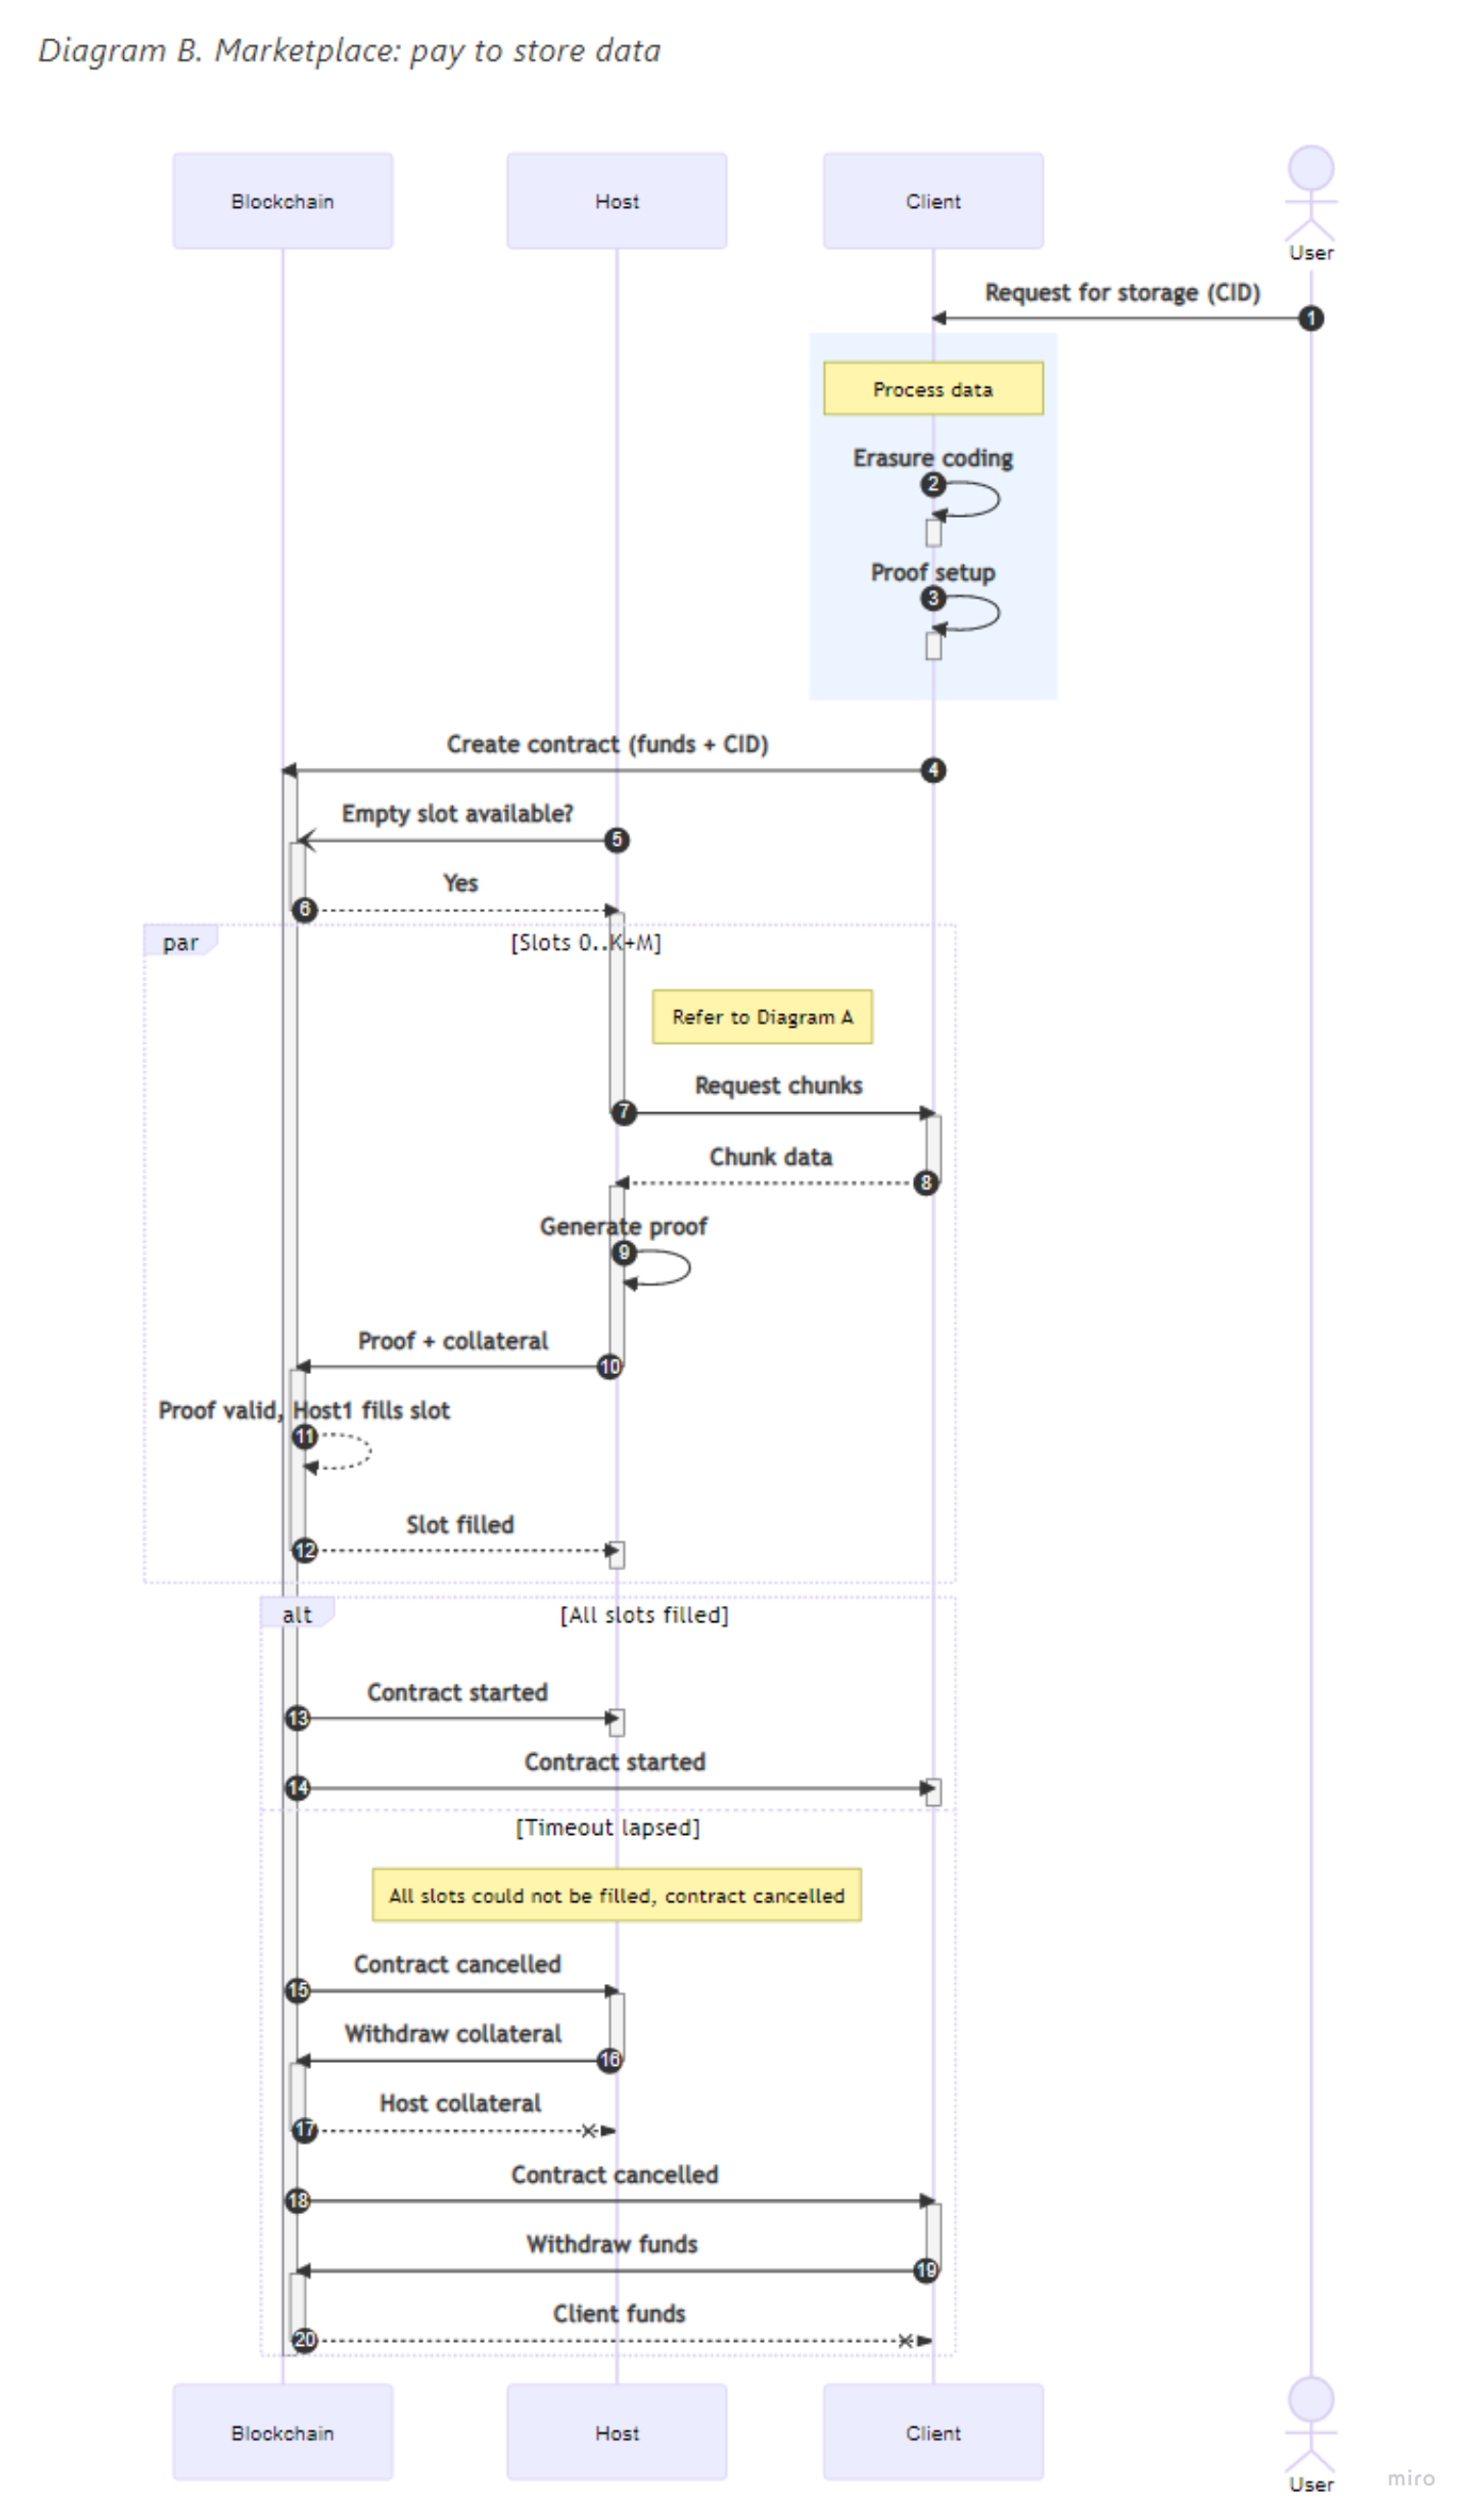 Diagram B. Marketplace: pay to store data
Blockchain
Host
Client
User
Request for storage (CID)
1
Process data
Erasure coding
2
Proof setup
3
Create contract (funds + CID)
4
Empty slot available?
5
Yes
6
par
[Slots 0..K+M]
Refer to Diagram A
Request chunks
7
Chunk data
8
Generate proof
9
Proof + collateral
10
Proof valid, Host1 fills slot
11
Slot filled
12
alt
[All slots filled]
Contract started
13
Contract started
14
[Timeout lapsed]
All slots could not be filled, contract cancelled
Contract cancelled
15
Withdraw collateral
16
Host collateral
17
Contract cancelled
18
Withdraw funds
19
Client funds
20
Blockchain
Host
Client
User
miro